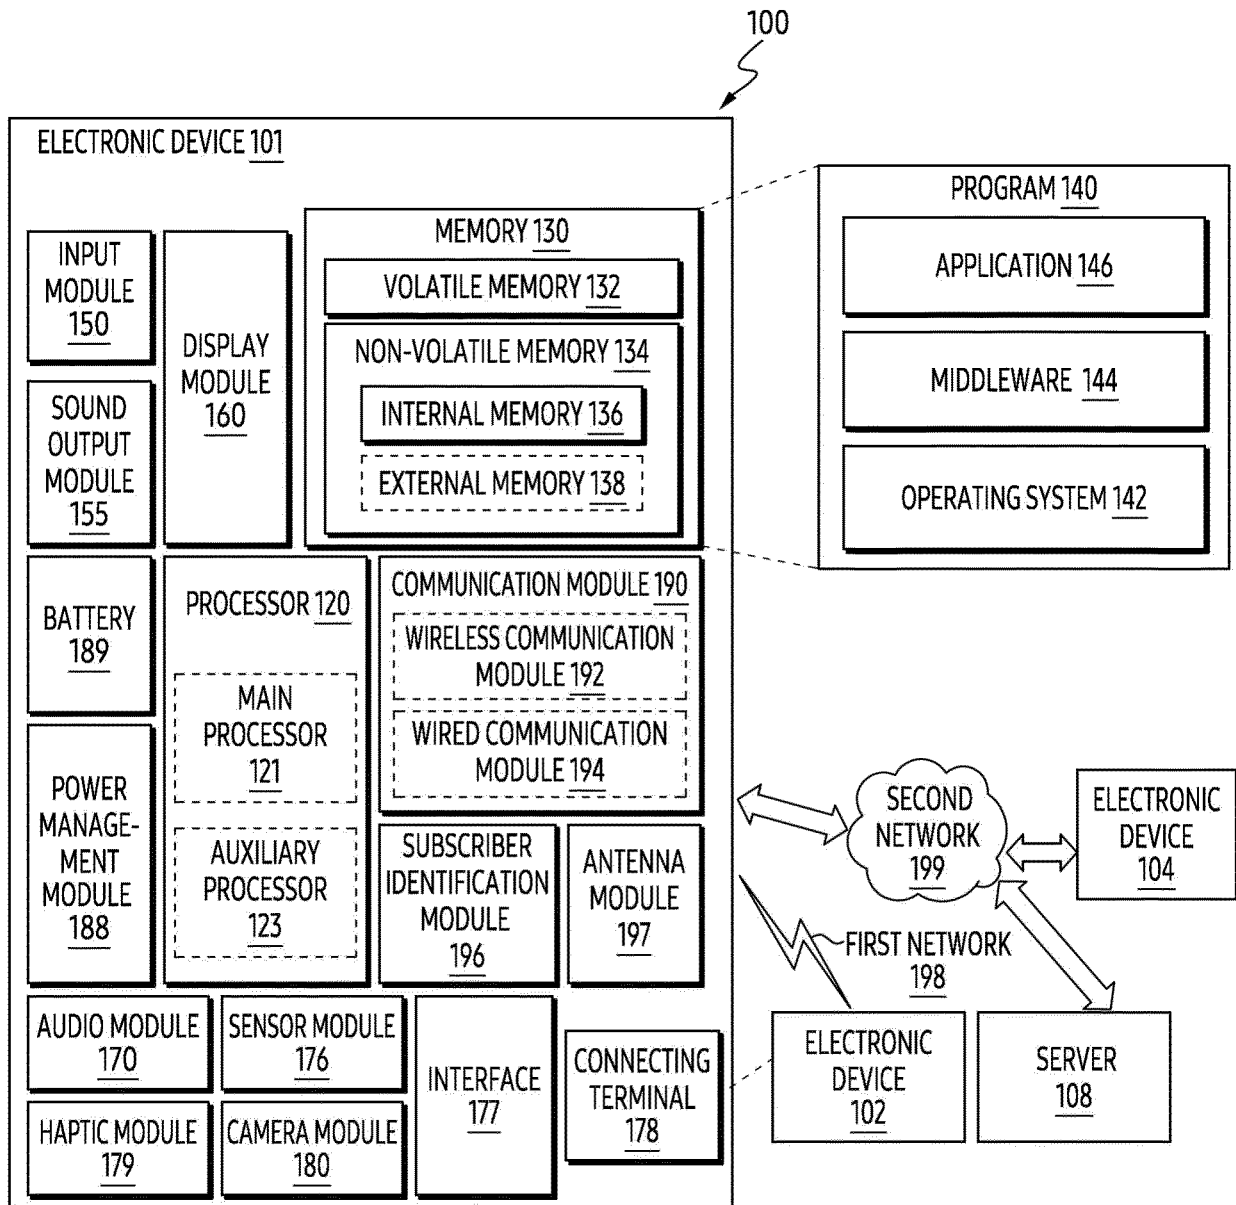 100
ELECTRONIC DEVICE 101
INPUT
MODULE
150
SOUND
OUTPUT
MODULE
155
DISPLAY
MODULE
160
MEMORY 130
VOLATILE MEMORY 132
NON-VOLATILE MEMORY 134
INTERNAL MEMORY 136
EXTERNAL MEMORY 138
PROGRAM 140
APPLICATION 146
MIDDLEWARE 144
OPERATING SYSTEM 142
BATTERY
189
POWER
MANAGE-
MENT
MODULE
188
PROCESSOR 120
MAIN
PROCESSOR
121
AUXILIARY
PROCESSOR
123
COMMUNICATION MODULE 190
WIRELESS COMMUNICATION
MODULE 192
WIRED COMMUNICATION
MODULE 194
SUBSCRIBER
IDENTIFICATION
MODULE
196
ANTENNA
MODULE
197
SECOND
NETWORK
199
ELECTRONIC
DEVICE
104
FIRST NETWORK
198
AUDIO MODULE
170
SENSOR MODULE
176
HAPTIC MODULE
179
CAMERA MODULE
180
INTERFACE
177
CONNECTING
TERMINAL
178
ELECTRONIC
DEVICE
102
SERVER
108